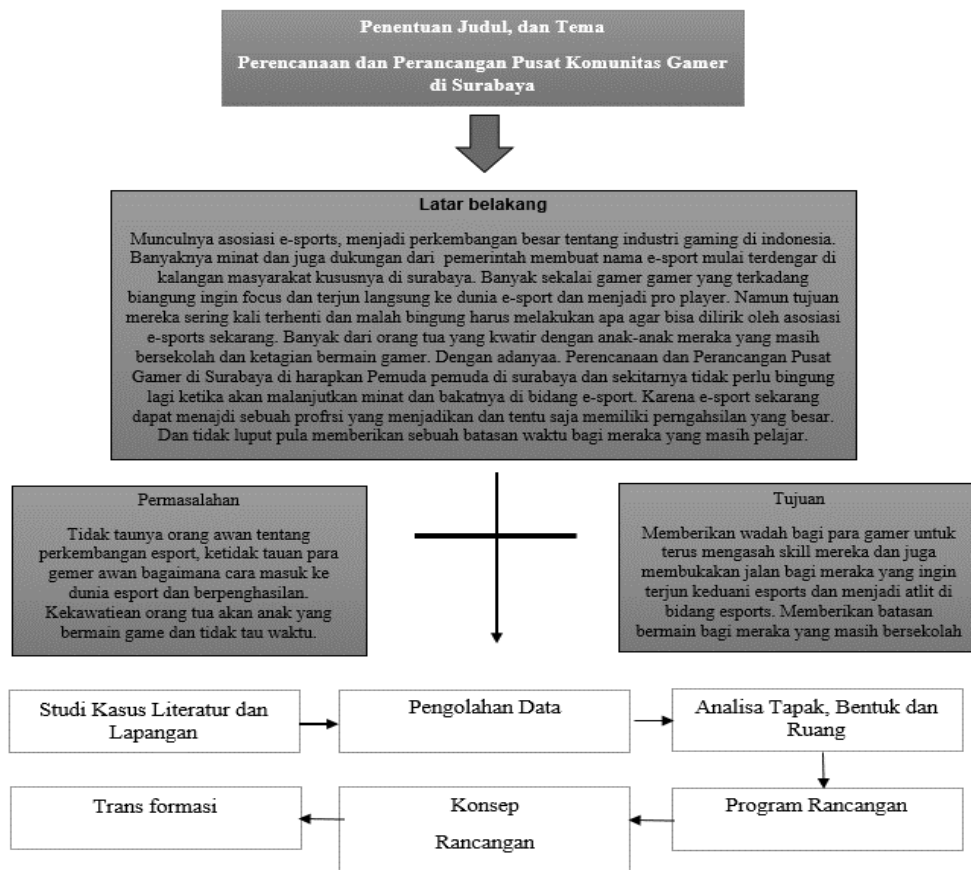 Penentuan Judul, dan Tema
Perencanaan dan Perancangan Pusat Komunitas Gamer
di Surabaya
Latar belakang
Munculnya asosiasi e-sports, menjadi perkembangan besar tentang industri gaming di indonesia.
Banyaknya minat dan juga dukungan dari pemerintah membuat nama e-sport mulai terdengar di
kalangan masyarakat kususnya di surabaya. Banyak sekalai gamer gamer yang terkadang
biangung ingin focus dan terjun langsung ke dunia e-sport dan menjadi pro player. Namun tujuan
mereka sering kali terhenti dan malah bingung harus melakukan apa agar bisa dilirik oleh asosiasi
e-sports sekarang. Banyak dari orang tua yang kwatir dengan anak-anak meraka yang masih
bersekolah dan ketagian bermain gamer. Dengan adanyaa. Perencanaan dan Perancangan Pusat
Gamer di Surabaya di harapkan Pemuda pemuda di surabaya dan sekitarnya tidak perlu bingung
lagi ketika akan malanjutkan minat dan bakatnya di bidang e-sport. Karena e-sport sekarang
dapat menajdi sebuah profrsi yang menjadikan dan tentu saja memiliki perngahsilan yang besar.
Dan tidak luput pula memberikan sebuah batasan waktu bagi meraka yang masih pelajar.
Permasalahan
Tidak taunya orang awan tentang
perkembangan esport, ketidak tauan para
gemer awan bagaimana cara masuk ke
dunia esport dan berpenghasilan.
Kekawatiean orang tua akan anak yang
bermain game dan tidak tau waktu.
Tujuan
Memberikan wadah bagi para gamer untuk
terus mengasah skill mereka dan juga
membukakan jalan bagi meraka yang ingin
terjun keduani esports dan menjadi atlit di
bidang esports. Memberikan batasan
bermain bagi meraka yang masih bersekolah
Studi Kasus Literatur dan
Lapangan
Pengolahan Data
Analisa Tapak, Bentuk dan
Ruang
Program Rancangan
Konsep
Rancangan
Trans formasi